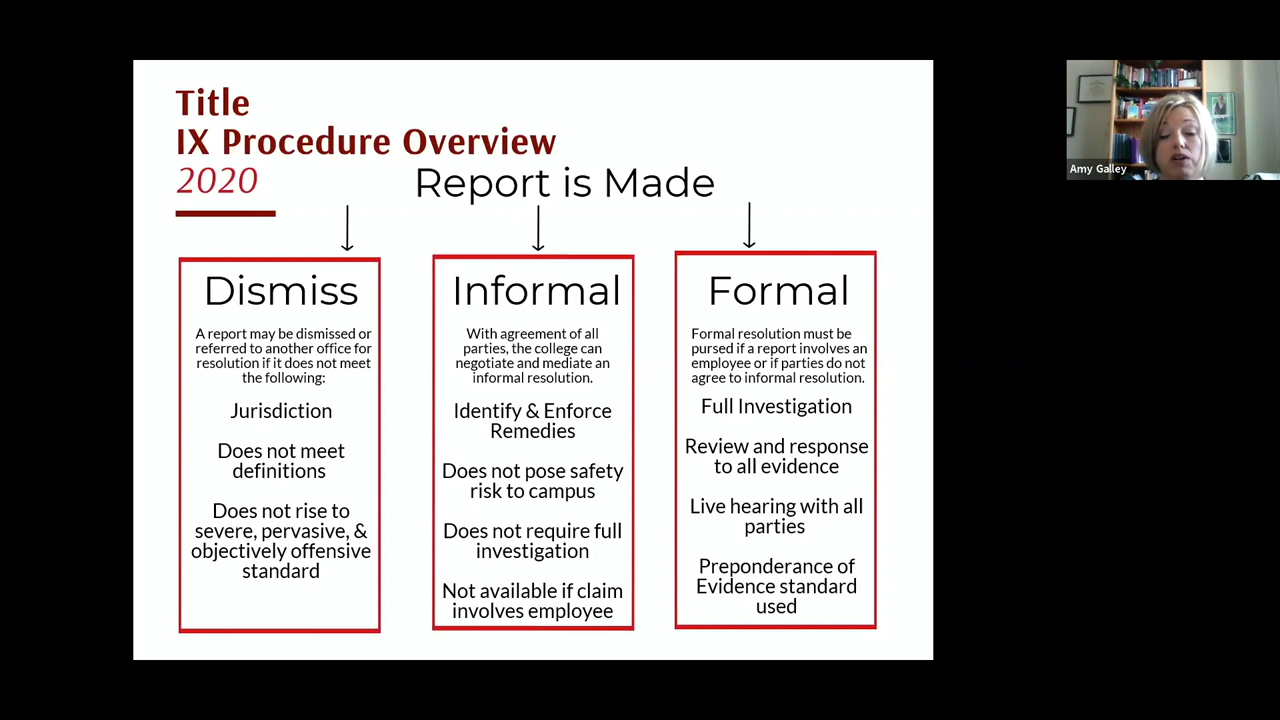 Title
IX Procedure Overview
2020
Report is Made
Dismiss
A report may be dismissed or
referred to another office for
resolution if it does not meet
the following:
Jurisdiction
Does not meet
definitions
Does not rise to
severe, pervasive, &
objectively offensive
standard
Informal
With agreement of all
parties, the college can
negotiate and mediate an
informal resolution.
Identify & Enforce
Remedies
Does not pose safety
risk to campus
Does not require full
investigation
Not available if claim
involves employee
Formal
Formal resolution must be
pursed if a report involves an
employee or if parties do not
agree to informal resolution.
Full Investigation
Review and response
to all evidence
Live hearing with all
parties
Preponderance of
Evidence standard
used
Amy Galley